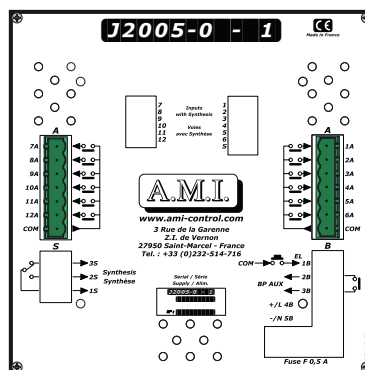 J2005-0 - 1
CE
Made in France
7
8
9
10
11
12
Inputs
with Synthesis
Voies
avec Synthèse
1
2
3
4
5
6
S
A
7A
8A
9A
10A
11A
12A
COM
A
1A
2A
3A
4A
5A
6A
COM
A.M.I.
www.ami-control.com
3 Rue de la Garenne
Z.I. de Vernon
27950 Saint-Marcel - France
Tel. : +33 (0)232-514-716
S
3S
2S
1S
Synthesis
Synthèse
Serial / Série
Supply / Alim.
J2005-0 - 1
B
COM
EL
1B
2B
BP AUX
3B
+/L 4B
-/N 5B
Fuse F 0,5 A